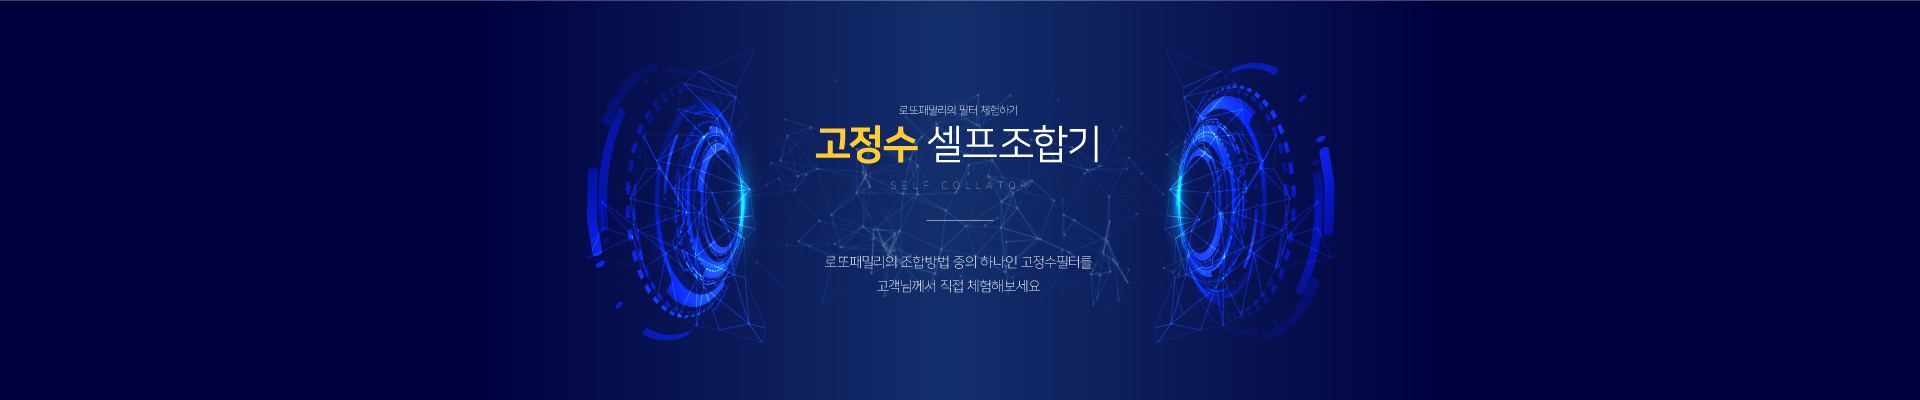 로또패밀리의 필터 체험하기
고정수 셀프조합기
SELF COLLATOR
로또패밀리의 조합방법 중의 하나인 고정수필터를
고객님께서 직접 체험해보세요